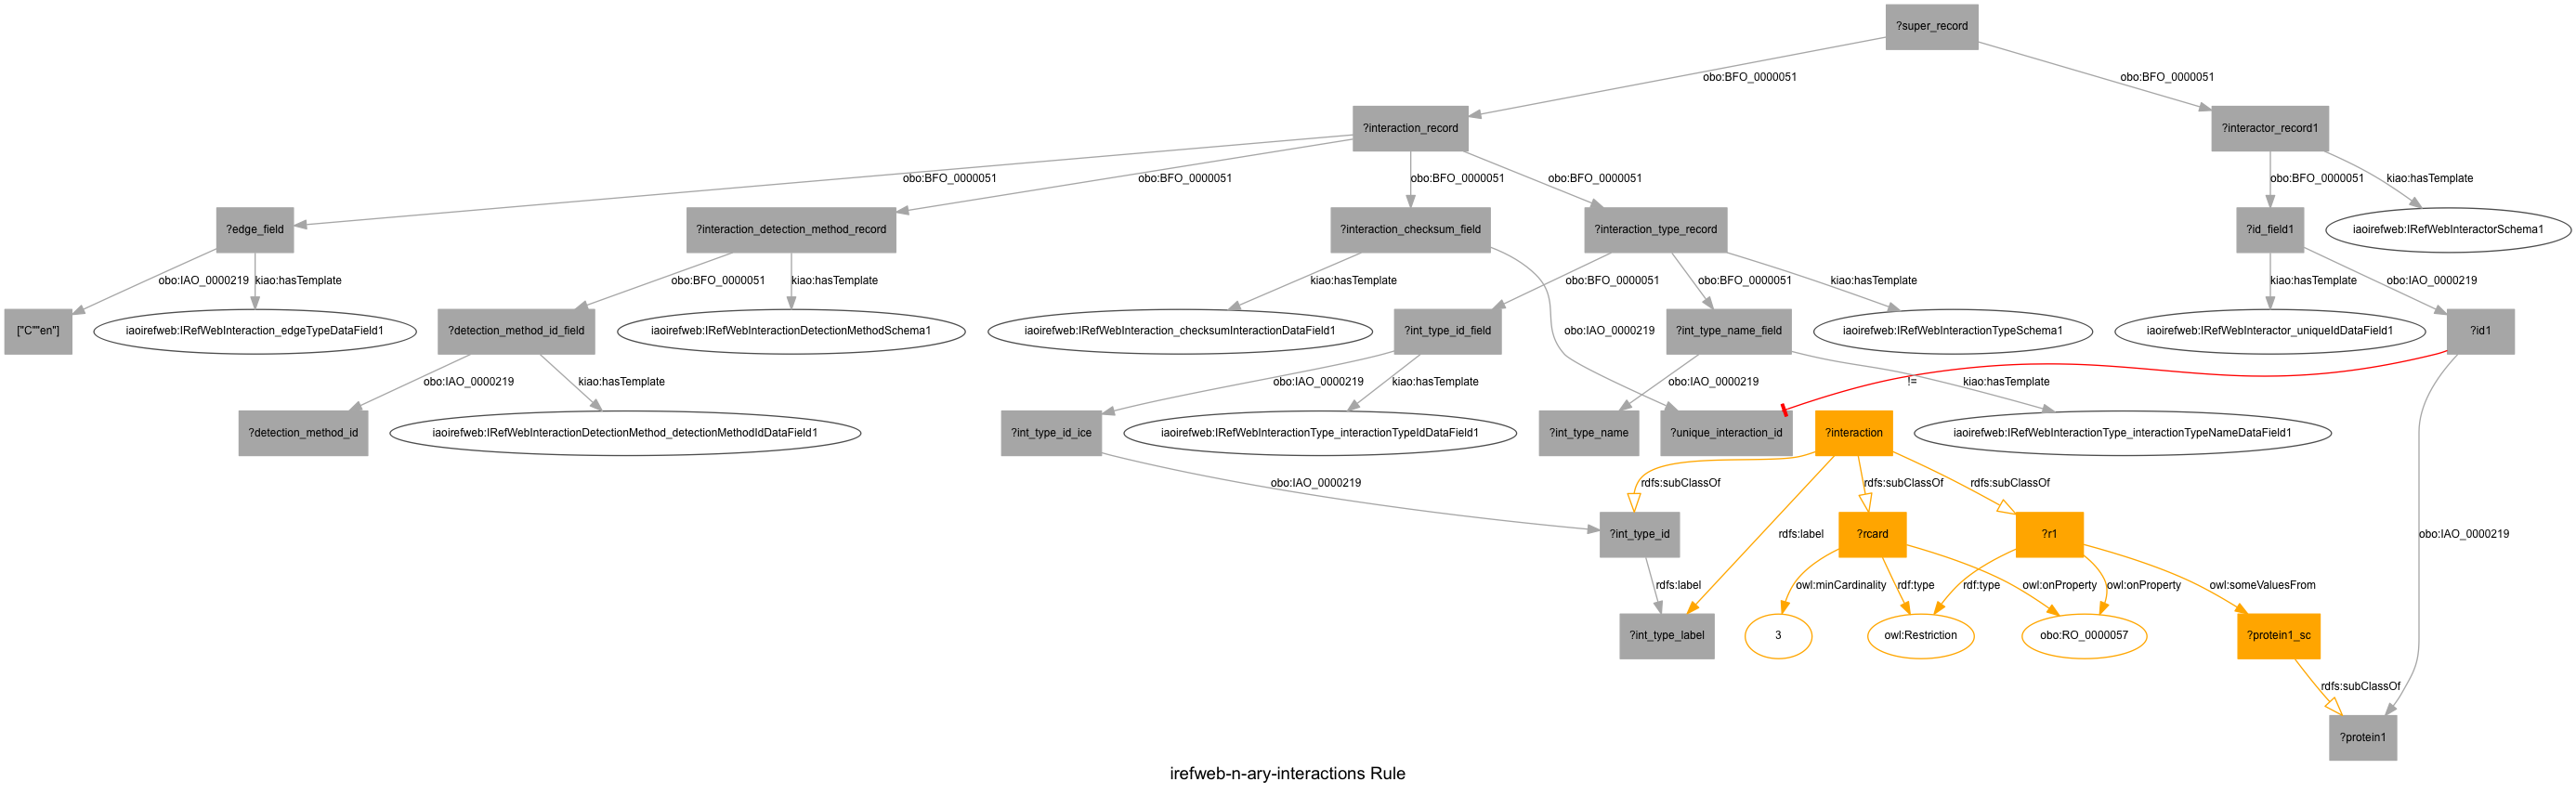 ?super_record
obo:BFO_0000051
obo:BFO_0000051
?interaction_record
?interactor_record1
obo:BFO_0000051
obo:BFO_0000051
obo:BFO_0000051
obo:BFO_0000051
obo:BFO_0000051
kiao:hasTemplate
?edge_field
?interaction_detection_method_record
?interaction_checksum_field
?interaction_type_record
?id_field1
iaoirefweb:IRefWebInteractorSchema1
obo:IAO_0000219
kiao:hasTemplate
obo:BFO_0000051
kiao:hasTemplate
kiao:hasTemplate
obo:BFO_0000051
obo:BFO_0000051
kiao:hasTemplate
kiao:hasTemplate
obo:IAO_0000219
["C""en"]
iaoirefweb:IRefWebInteraction_edgeTypeDataField1
?detection_method_id_field
iaoirefweb:IRefWebInteractionDetectionMethodSchema1
iaoirefweb:IRefWebInteraction_checksumInteractionDataField1
obo:IAO_0000219
?int_type_id_field
?int_type_name_field
iaoirefweb:IRefWebInteractionTypeSchema1
iaoirefweb:IRefWebInteractor_uniqueIdDataField1
?id1
obo:IAO_0000219
kiao:hasTemplate
obo:IAO_0000219
kiao:hasTemplate
obo:IAO_0000219
!=
kiao:hasTemplate
?detection_method_id
iaoirefweb:IRefWebInteractionDetectionMethod_detectionMethodIdDataField1
?int_type_id_ice
iaoirefweb:IRefWebInteractionType_interactionTypeIdDataField1
?int_type_name
?unique_interaction_id
?interaction
iaoirefweb:IRefWebInteractionType_interactionTypeNameDataField1
obo:IAO_0000219
rdfs:subClassOf
rdfs:subClassOf
rdfs:subClassOf
?int_type_id
rdfs:label
?rcard
?r1
obo:IAO_0000219
rdfs:label
owl:minCardinality
rdf:type
rdf:type
owl:onProperty
owl:onProperty
owl:someValuesFrom
?int_type_label
3
owl:Restriction
obo:RO_0000057
?protein1_sc
rdfs:subClassOf
?protein1
irefweb-n-ary-interactions Rule